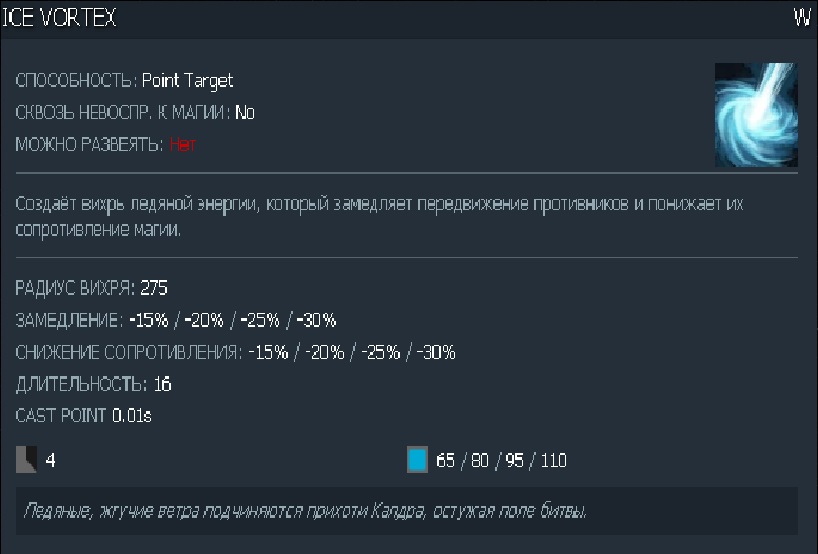 ICE VORTEX W
СПОСОБНОСТЬ: Point Target
СКВОЗЬ НЕВОСПР. К МАГИИ: No
МОЖНО РАЗВЕЯТЬ: Нет
Создаёт вихрь ледяной энергии, который замедляет передвижение противников и понижает их
сопротивление магии.
РАДИУС ВИХРЯ: 275
ЗАМЕДЛЕНИЕ: -15% / -20% / -25% / -30%
СНИЖЕНИЕ СОПРОТИВЛЕНИЯ: -15% / -20% / -25% / -30%
ДЛИТЕЛЬНОСТЬ: 16
CAST POINT 0.01s
4 65 / 80 / 95 / 110
Ледяные, жгучие ветра подчиняются прихоти Калдра, остужая поле битвы.